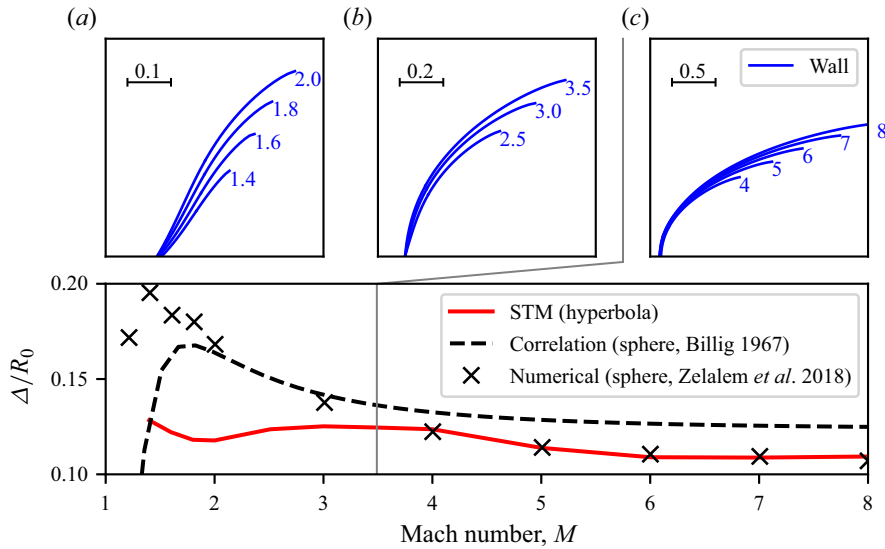 (a)
(b)
(c)
0.1
0.2
0.5
Wall
2.0
1.8
1.6
1.4
3.5
3.0
2.5
8
7
6
5
4
0.20
0.15
0.10
Δ/R0
STM (hyperbola)
Correlation (sphere, Billig 1967)
Numerical (sphere, Zelalem et al. 2018)
1 2 3 4 5 6 7 8
Mach number, M